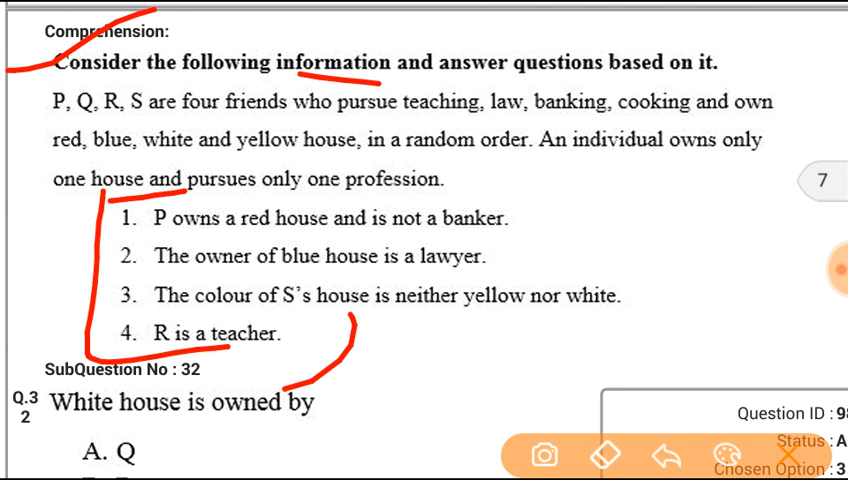 Comprehension:
Consider the following information and answer questions based on it.
P, Q, R, S are four friends who pursue teaching, law, banking, cooking and own
red, blue, white and yellow house, in a random order. An individual owns only
one house and pursues only one profession.
7
1. P owns a red house and is not a banker.
2. The owner of blue house is a lawyer.
3. The colour of S's house is neither yellow nor white.
4. R is a teacher.
SubQuestion No : 32
Q.3
2
White house is owned by
A. Q
Question ID : 9
Status : A
Chosen Option : 3